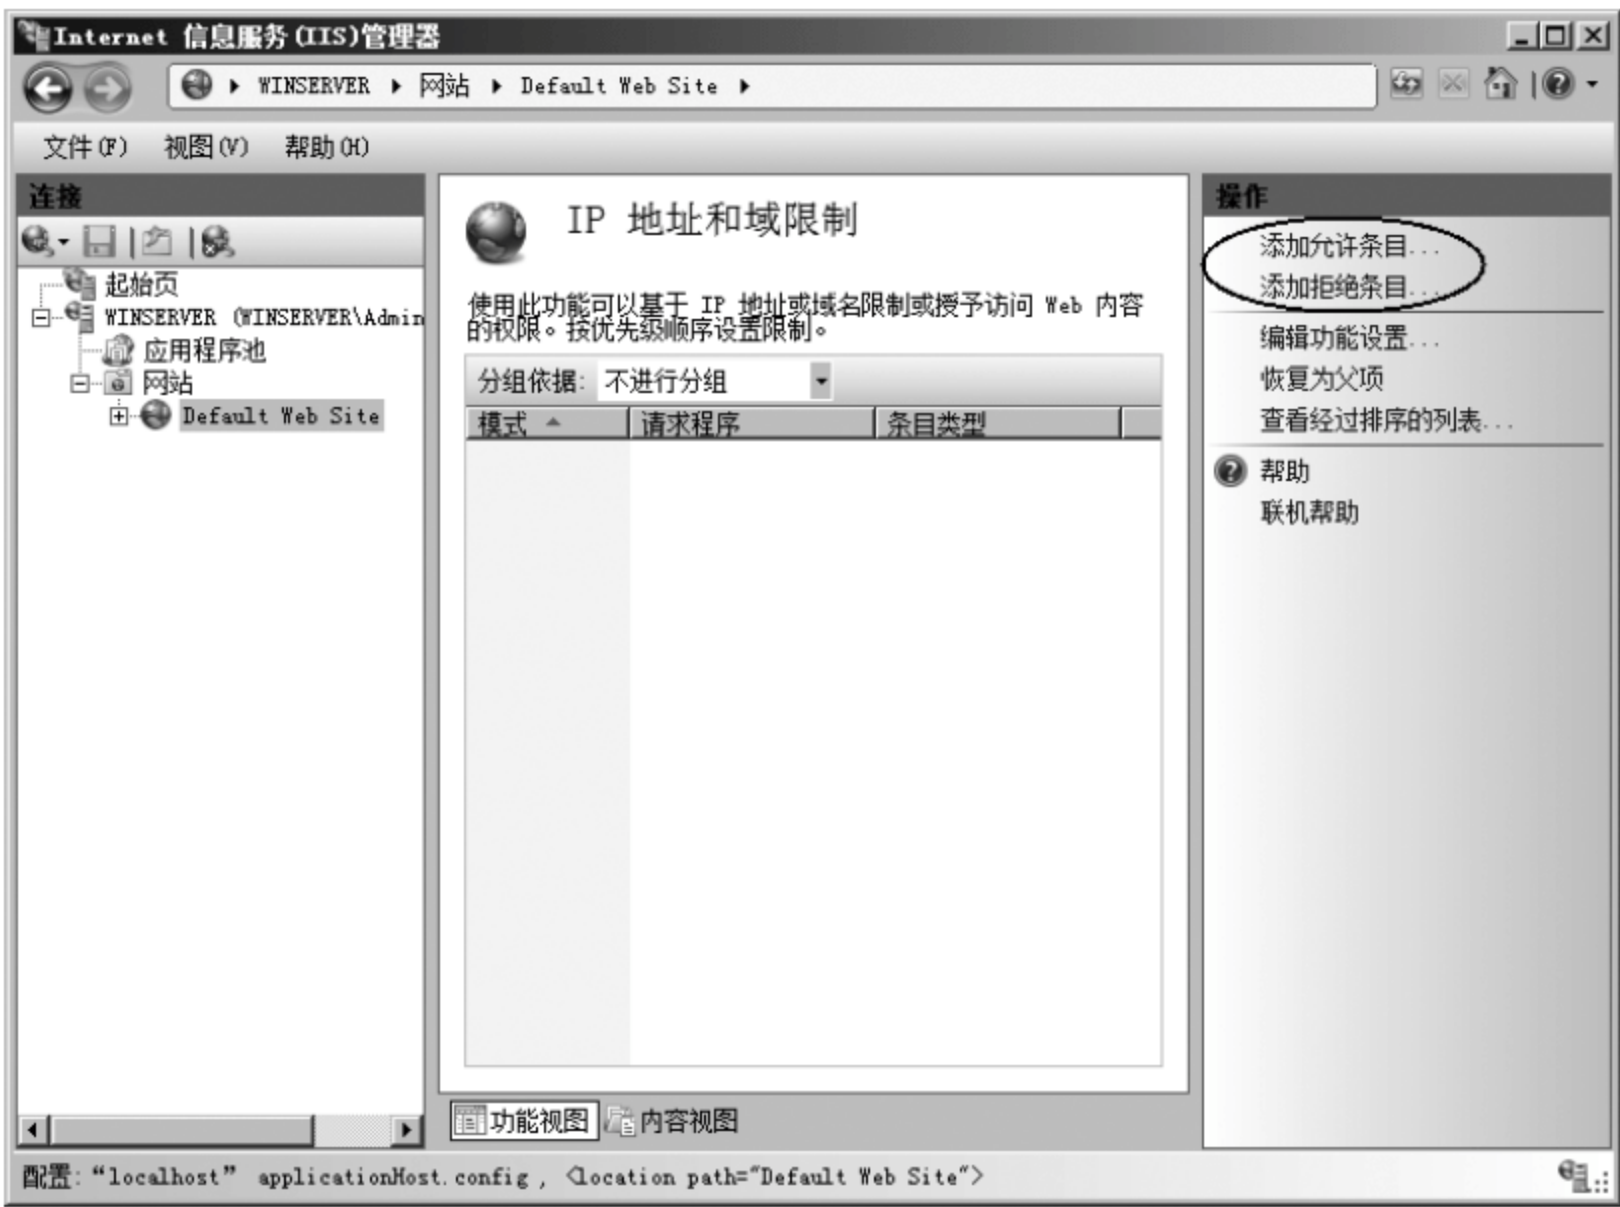 Internet 信息服务(IIS)管理器
WINSERVER 网站 Default Web Site
文件(F) 视图(V) 帮助(H)
连接
起始页
WINSERVER (WINSERVER\Admin
应用程序池
网站
Default Web Site
IP 地址和域限制
使用此功能可以基于 IP 地址或域名限制或授予访问 Web 内容
的权限。按优先级顺序设置限制。
分组依据: 不进行分组
模式 请求程序 条目类型
功能视图 内容视图
操作
添加允许条目...
添加拒绝条目...
编辑功能设置...
恢复为父项
查看经过排序的列表...
帮助
联机帮助
配置:“localhost” applicationHost.config, <location path="Default Web Site">